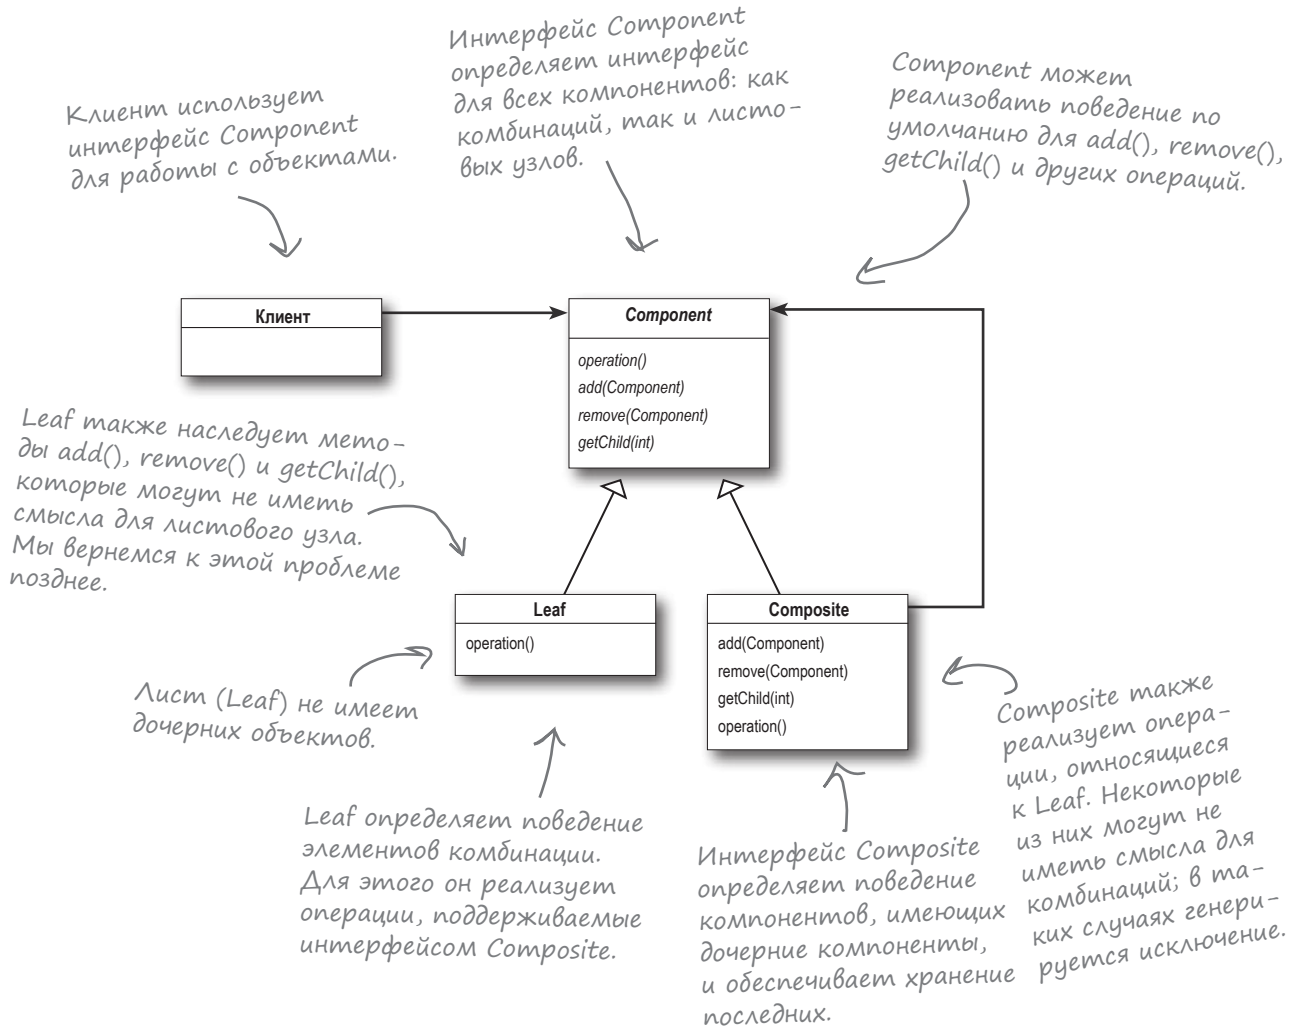 Клиент использует
интерфейс Component
для работы с объектами.
Интерфейс Component
определяет интерфейс
для всех компонентов: как
комбинаций, так и листо-
вых узлов.
Component может
реализовать поведение по
умолчанию для add(), remove(),
getChild() и других операций.
Клиент
Component
operation()
add(Component)
remove(Component)
getChild(int)
Leaf также наследует мето-
ды add(), remove() и getChild(),
которые могут не иметь
смысла для листового узла.
Мы вернемся к этой проблеме
позднее.
Leaf
operation()
Composite
add(Component)
remove(Component)
getChild(int)
operation()
Лист (Leaf) не имеет
дочерних объектов.
Leaf определяет поведение
элементов комбинации.
Для этого он реализует
операции, поддерживаемые
интерфейсом Composite.
Интерфейс Composite
определяет поведение
компонентов, имеющих
дочерние компоненты,
и обеспечивает хранение
последних.
Composite также
реализует опера-
ции, относящиеся
к Leaf. Некоторые
из них могут не
иметь смысла для
комбинаций; в та-
ких случаях генери-
руется исключение.